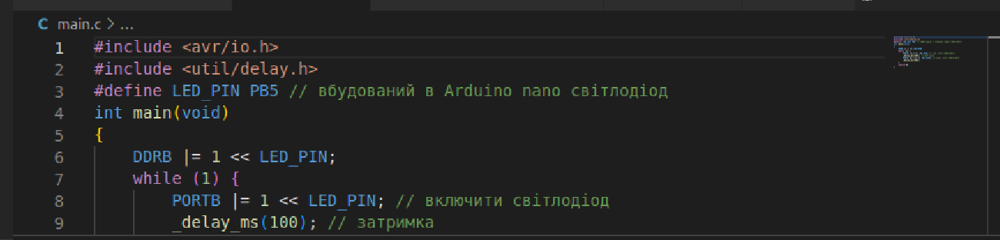 C main.c > ...
1 #include <avr/io.h>
2 #include <util/delay.h>
3 #define LED_PIN PB5 // вбудований в Arduino nano світлодіод
4 int main(void)
5 {
6 DDRB |= 1 << LED_PIN;
7 while (1) {
8 PORTB |= 1 << LED_PIN; // включити світлодіод
9 _delay_ms(100); // затримка